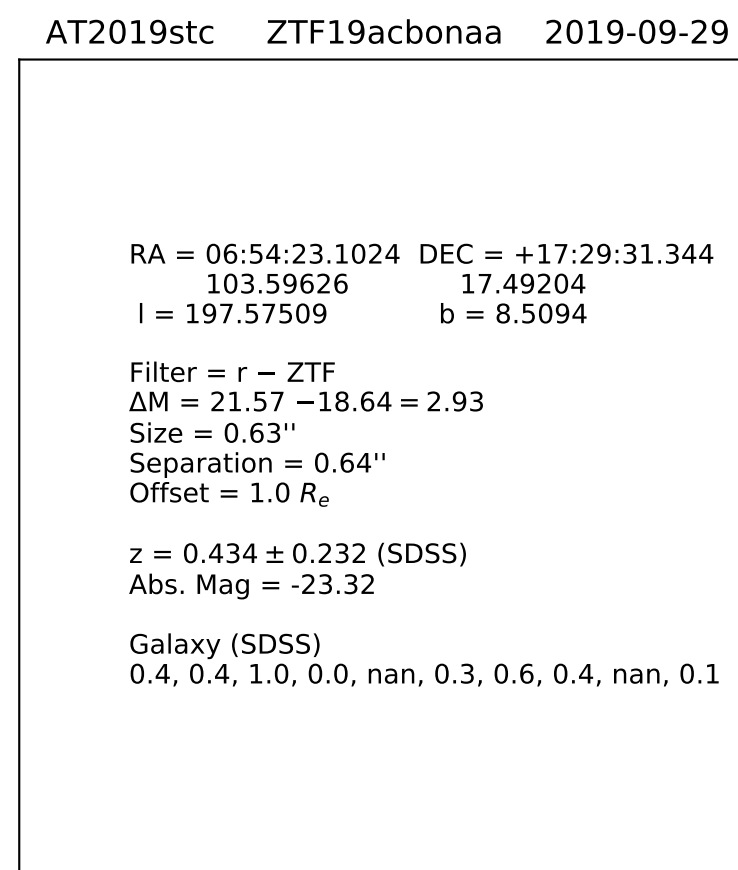 AT2019stc ZTF19acbonaa 2019-09-29
RA = 06:54:23.1024 DEC = +17:29:31.344
103.59626 17.49204
l = 197.57509 b = 8.5094
Filter = r − ZTF
ΔM = 21.57 −18.64 = 2.93
Size = 0.63''
Separation = 0.64''
Offset = 1.0 Rₑ
z = 0.434 ± 0.232 (SDSS)
Abs. Mag = -23.32
Galaxy (SDSS)
0.4, 0.4, 1.0, 0.0, nan, 0.3, 0.6, 0.4, nan, 0.1